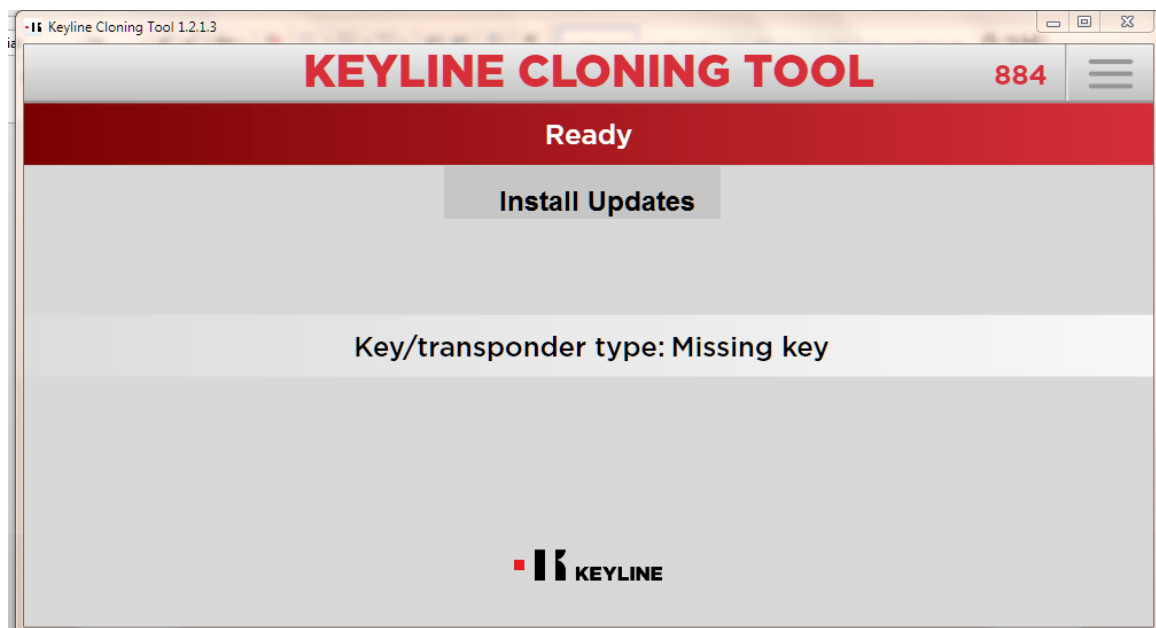 Keyline Cloning Tool 1.2.1.3
KEYLINE CLONING TOOL
884
Ready
Install Updates
Key/transponder type: Missing key
KEYLINE